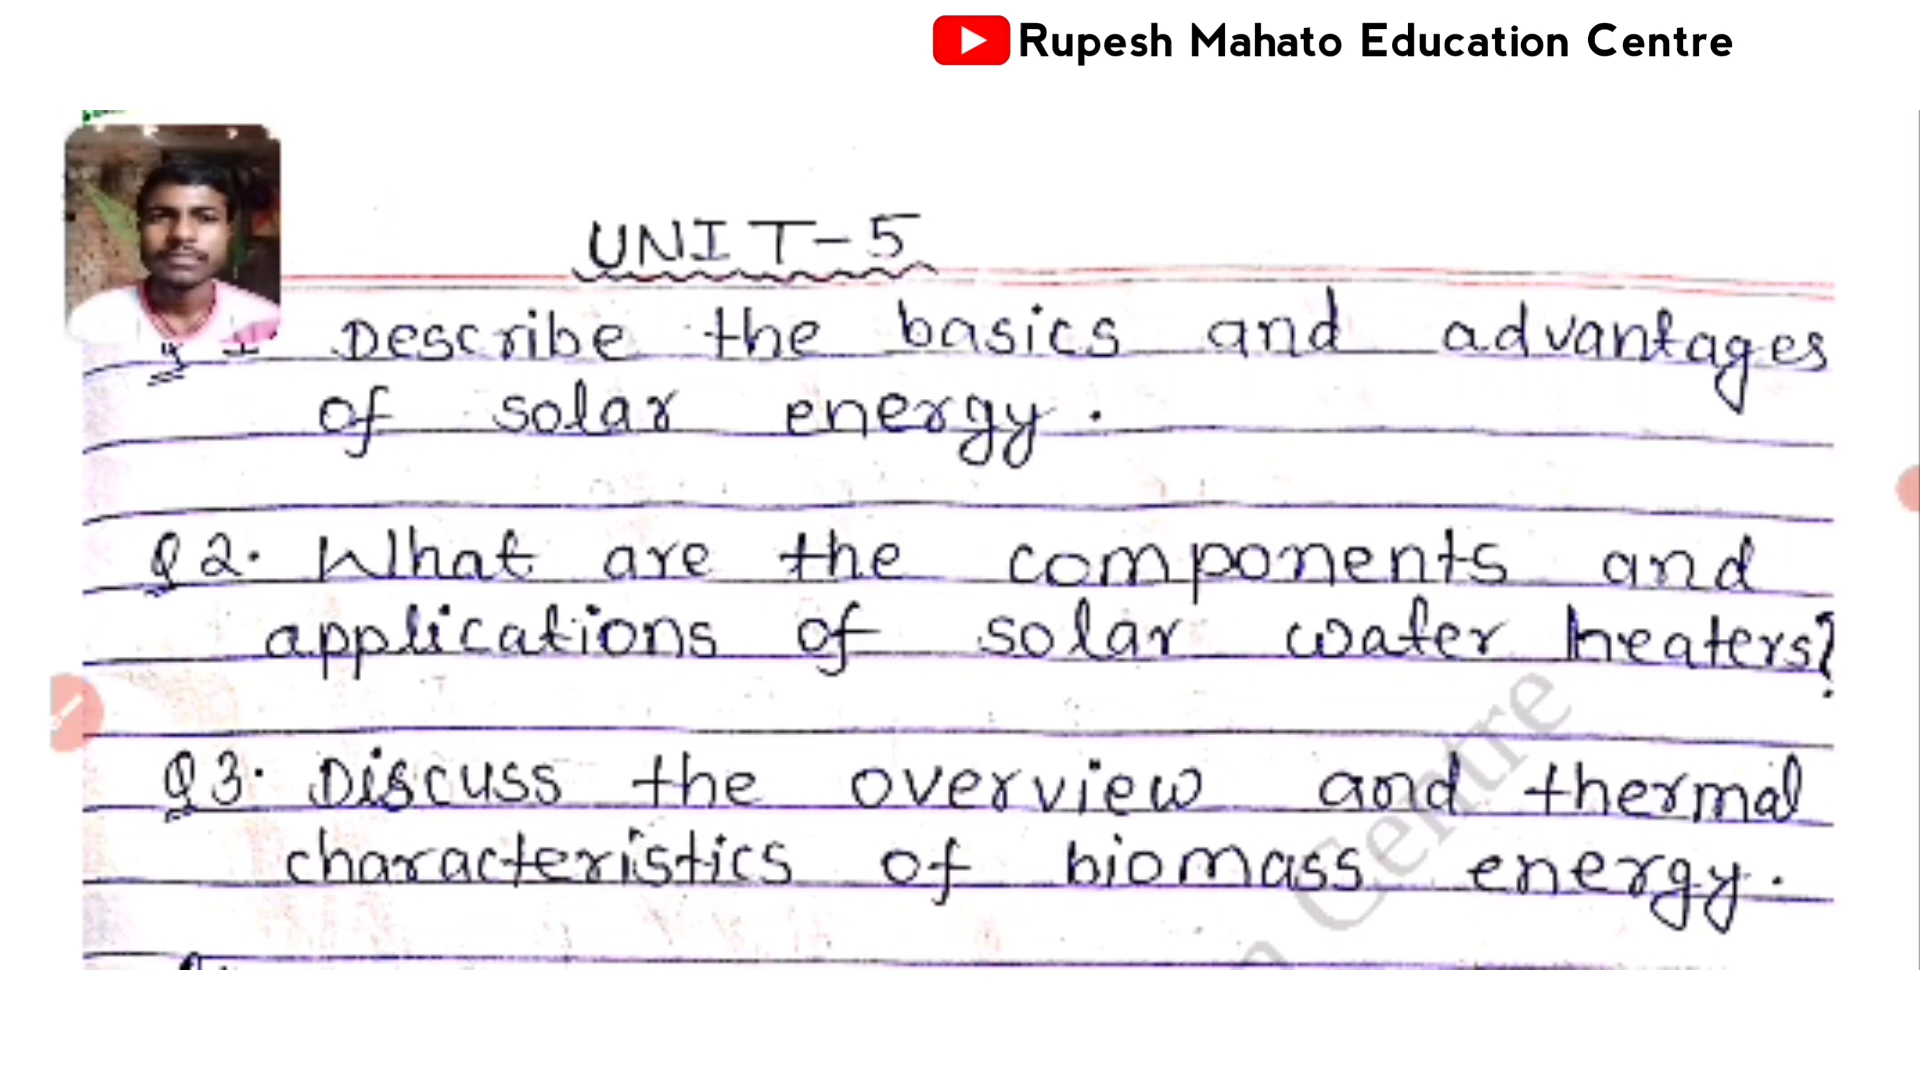 Rupesh Mahato Education Centre
UNIT-5
Describe the basics and advantages
of solar energy.
Q2. What are the components and
applications of solar water heaters?
Q3. Discuss the overview and thermal
characteristics of biomass energy.
Centre